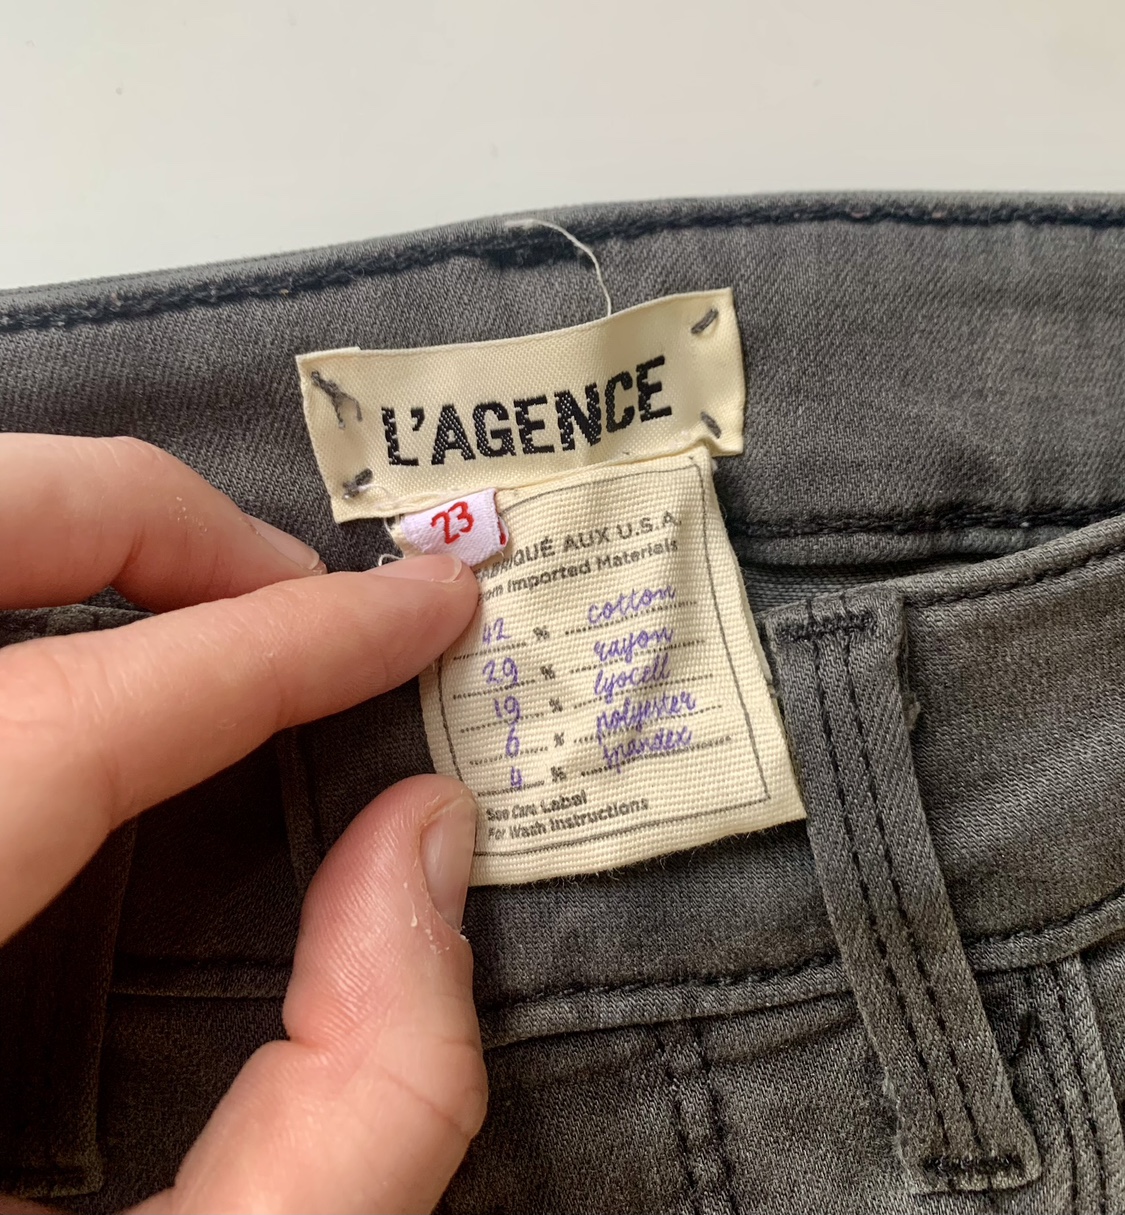 L'AGENCE
23
FABRIQUÉ AUX U.S.A.
from Imported Materials
42 % cotton
29 % rayon
19 % lyocell
6 % polyester
4 % spandex
See Care Label
For Wash Instructions